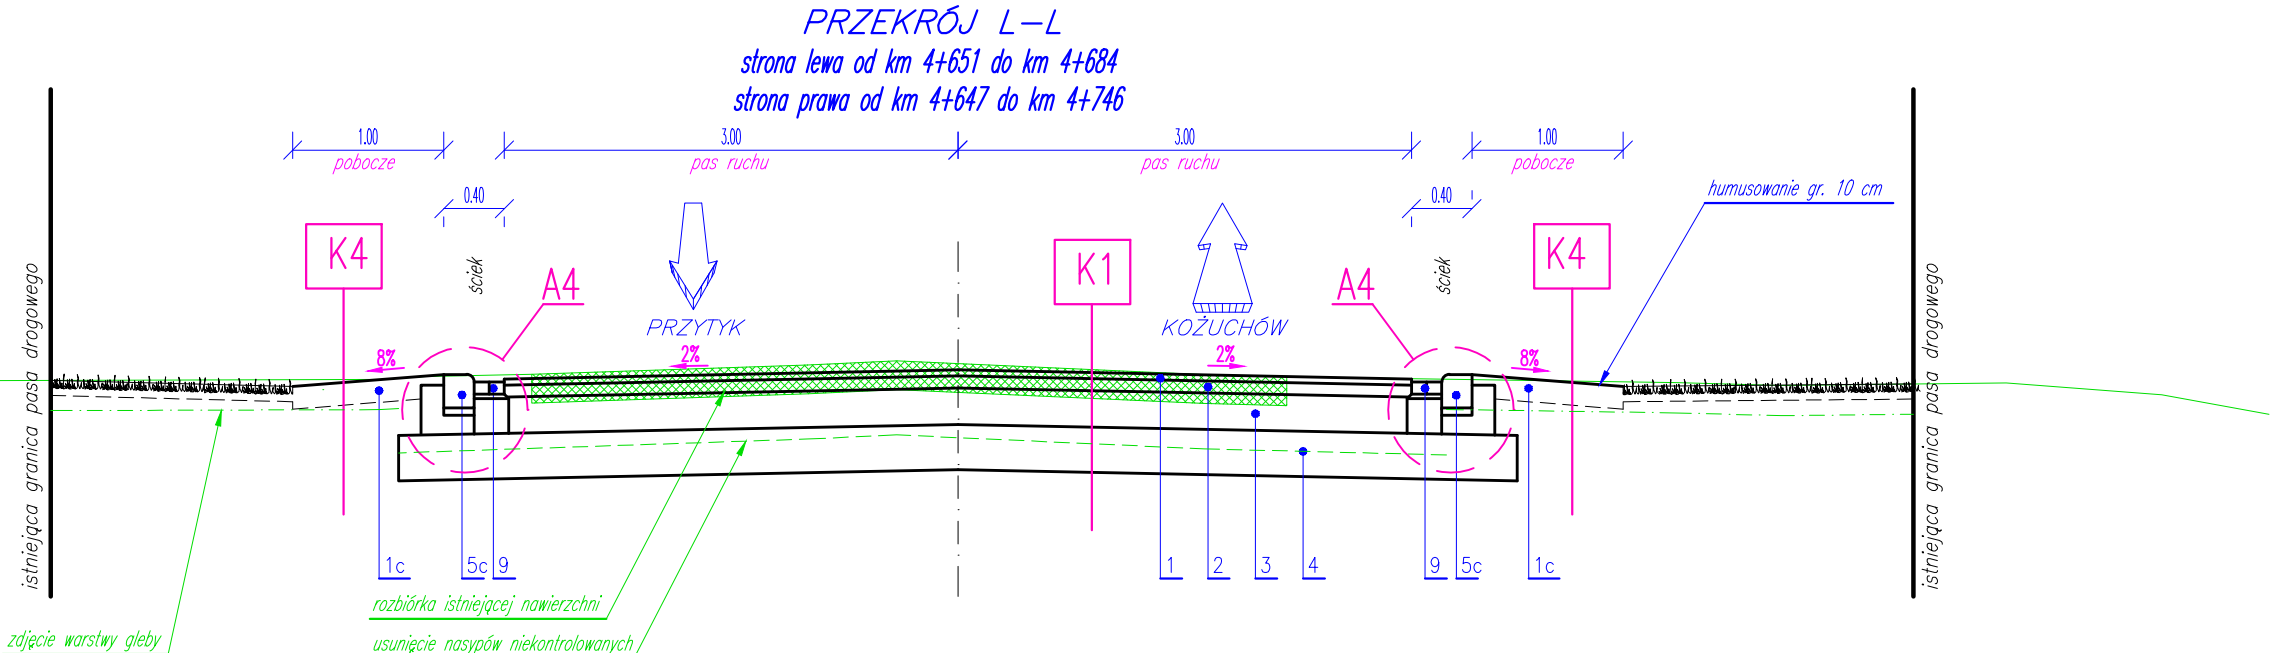 PRZEKRÓJ L-L
strona lewa od km 4+651 do km 4+684
strona prawa od km 4+647 do km 4+746
1.00
3.00
3.00
1.00
pobocze
pas ruchu
pas ruchu
pobocze
0.40
0.40
humusowanie gr. 10 cm
K4
ściek
A4
K1
A4
ściek
K4
PRZYTYK
KOŻUCHÓW
8%
2%
2%
8%
istniejąca granica pasa drogowego
istniejąca granica pasa drogowego
1c
5c
9
1
2
3
4
9
5c
1c
rozbiórka istniejącej nawierzchni
zdjęcie warstwy gleby
usunięcie nasypów niekontrolowanych